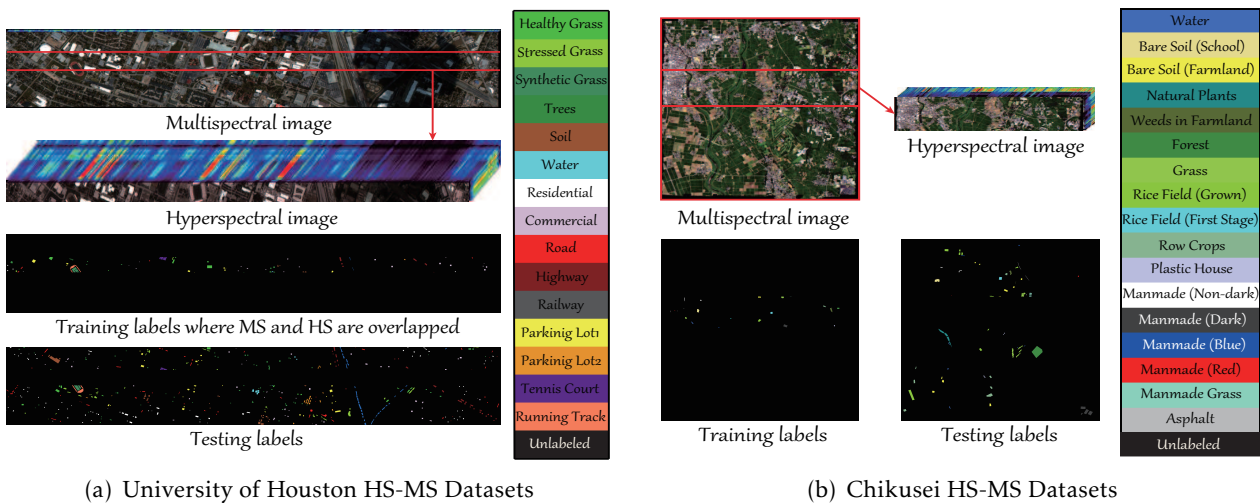 Multispectral image
Hyperspectral image
Training labels where MS and HS are overlapped
Testing labels
Healthy Grass
Stressed Grass
Synthetic Grass
Trees
Soil
Water
Residential
Commercial
Road
Highway
Railway
Parkinig Lot1
Parkinig Lot2
Tennis Court
Running Track
Unlabeled
(a) University of Houston HS-MS Datasets
Multispectral image
Hyperspectral image
Training labels
Testing labels
Water
Bare Soil (School)
Bare Soil (Farmland)
Natural Plants
Weeds in Farmland
Forest
Grass
Rice Field (Grown)
Rice Field (First Stage)
Row Crops
Plastic House
Manmade (Non-dark)
Manmade (Dark)
Manmade (Blue)
Manmade (Red)
Manmade Grass
Asphalt
Unlabeled
(b) Chikusei HS-MS Datasets